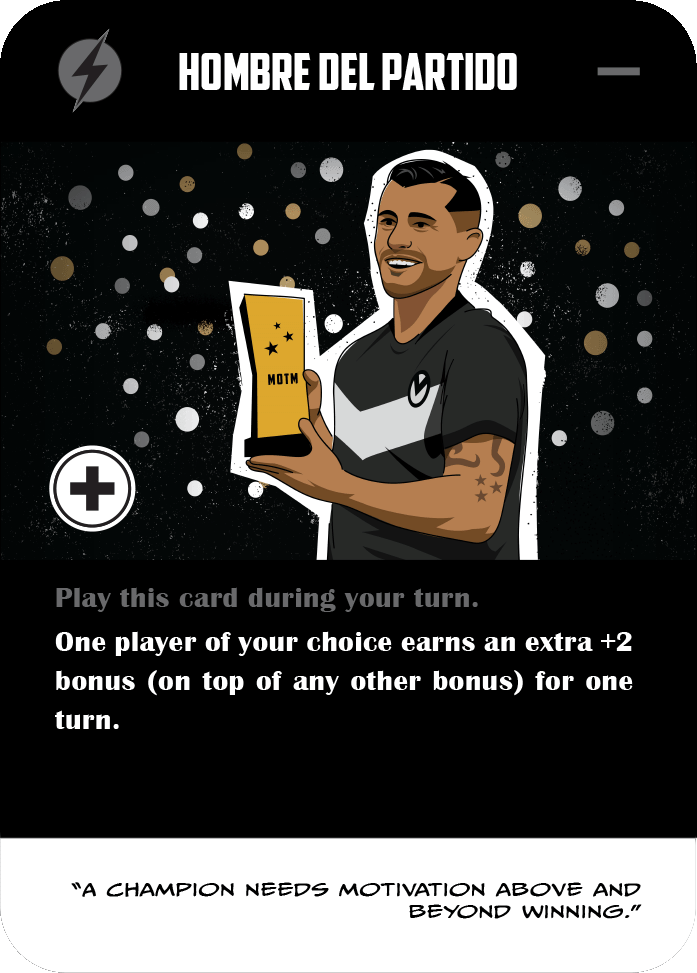 HOMBRE DEL PARTIDO
MOTM
Play this card during your turn.
One player of your choice earns an extra +2
bonus (on top of any other bonus) for one
turn.
“A CHAMPION NEEDS MOTIVATION ABOVE AND
BEYOND WINNING.”